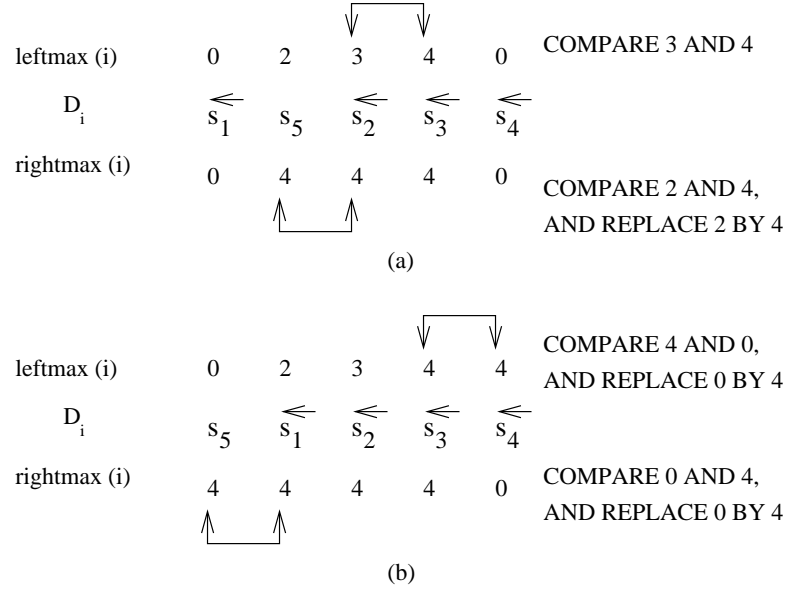 leftmax (i) 0 2 3 4 0 COMPARE 3 AND 4
D_i s_1 s_5 s_2 s_3 s_4
rightmax (i) 0 4 4 4 0 COMPARE 2 AND 4,
AND REPLACE 2 BY 4
(a)
leftmax (i) 0 2 3 4 4 COMPARE 4 AND 0,
AND REPLACE 0 BY 4
D_i s_5 s_1 s_2 s_3 s_4
rightmax (i) 4 4 4 4 0 COMPARE 0 AND 4,
AND REPLACE 0 BY 4
(b)